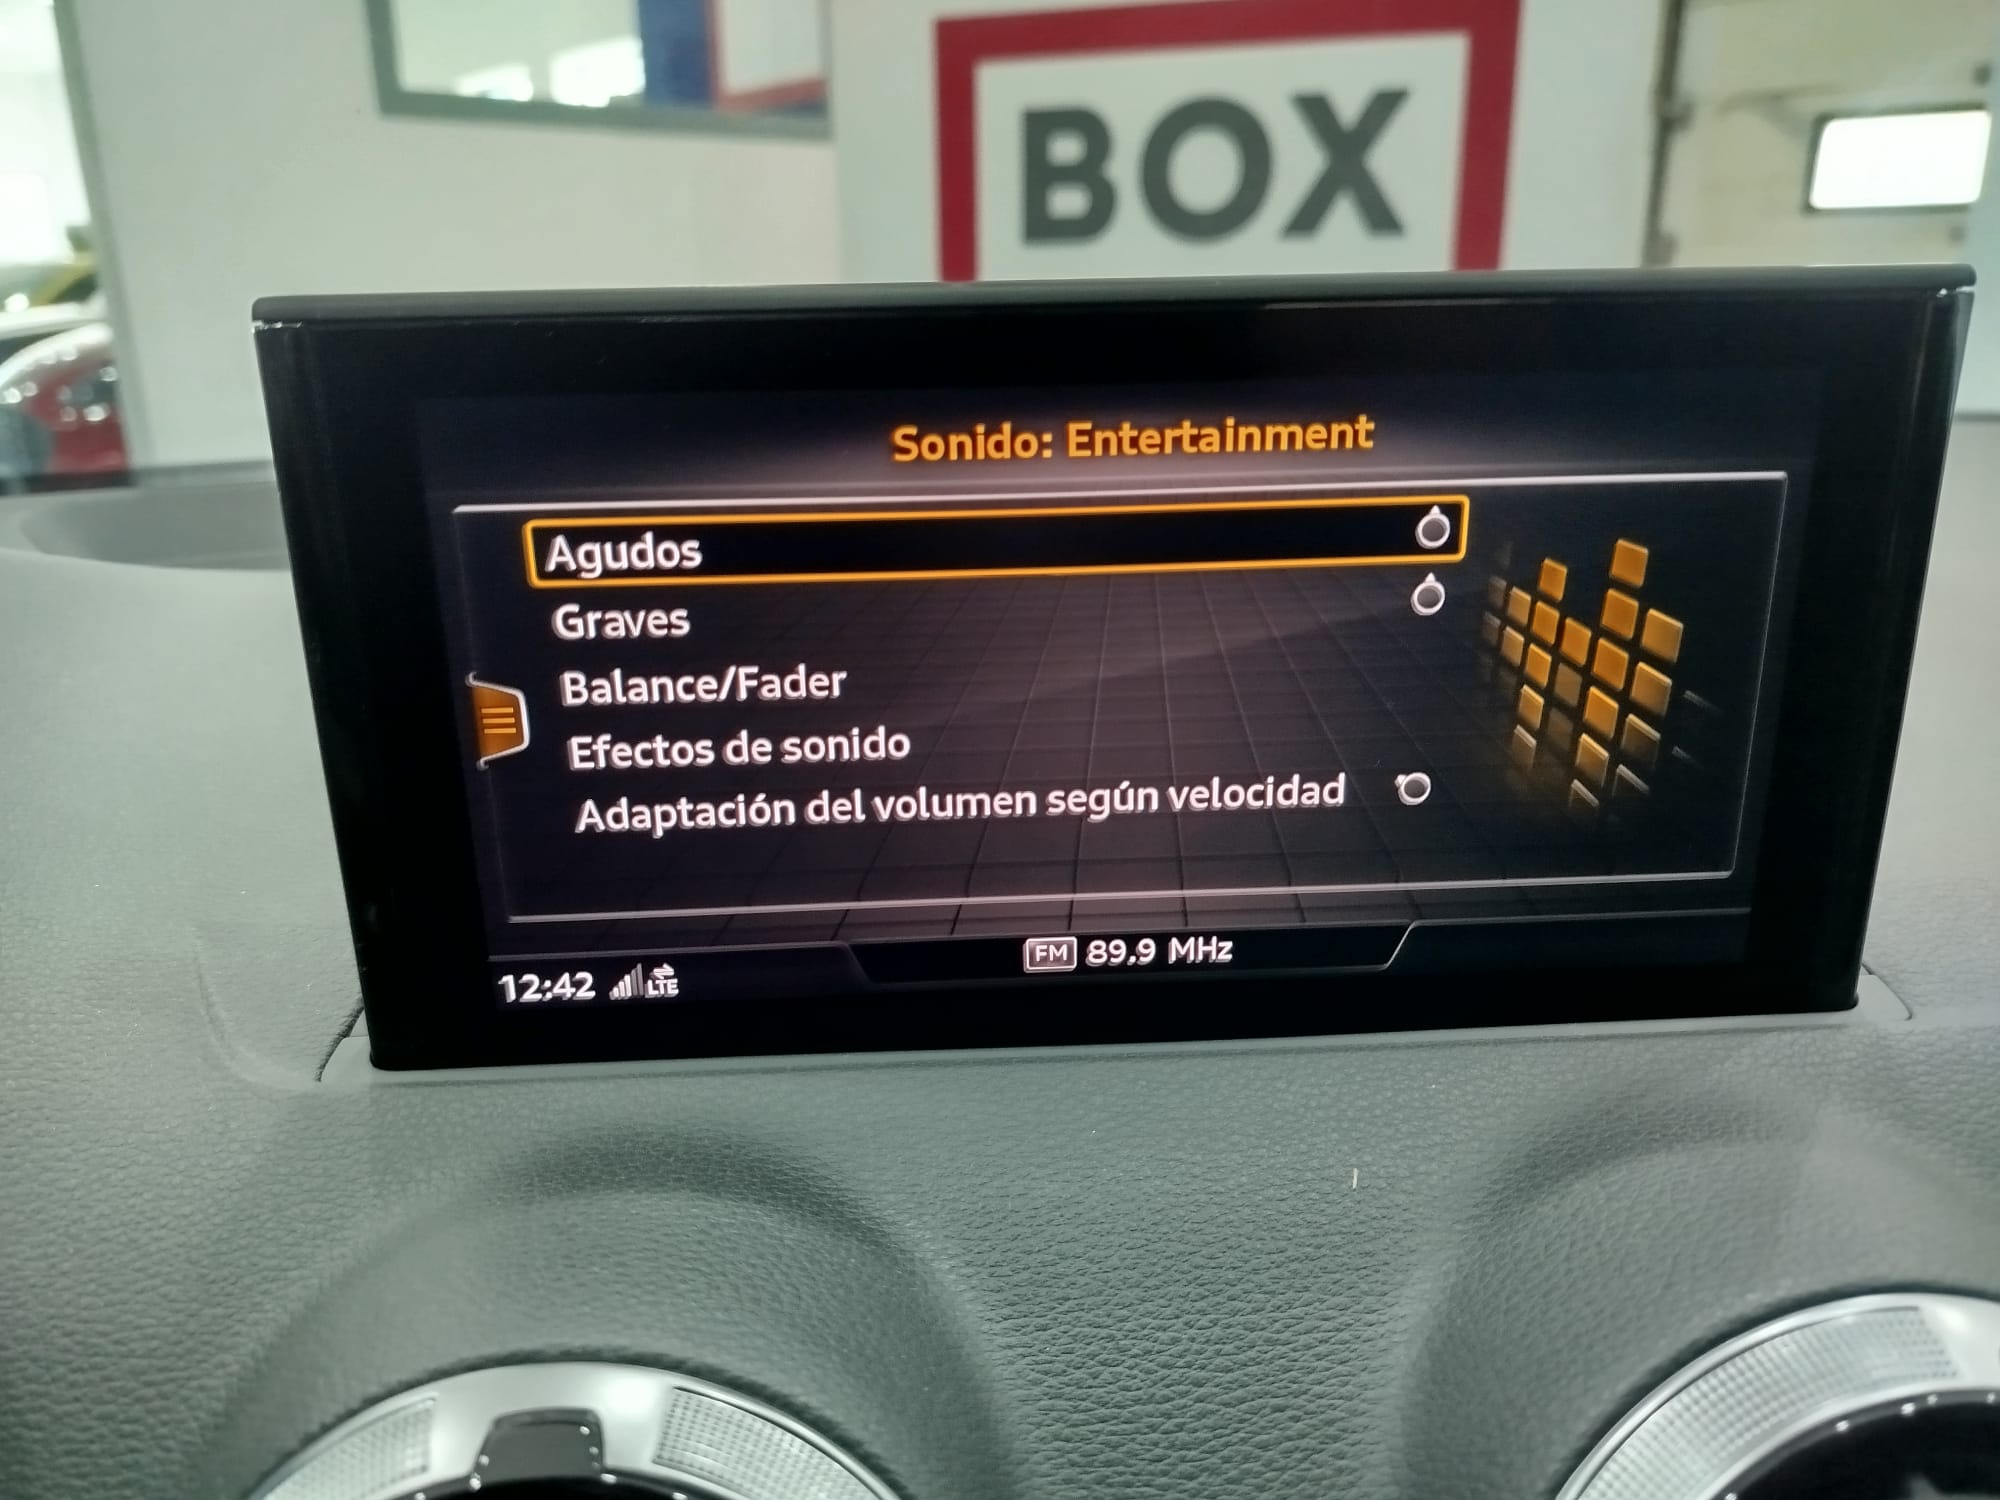 BOX
Sonido: Entertainment
Agudos
Graves
Balance/Fader
Efectos de sonido
Adaptación del volumen según velocidad
FM 89.9 MHz
12:42 LTE